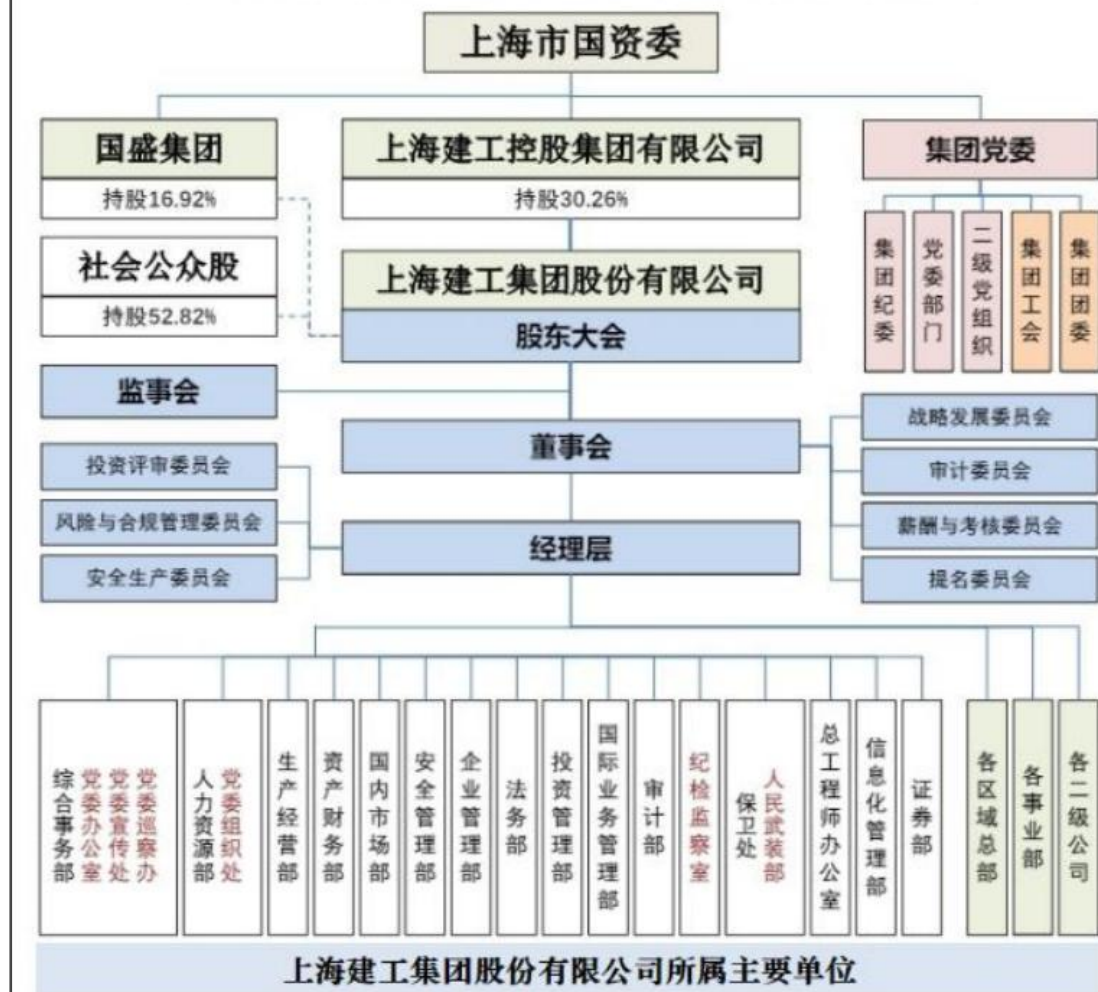 上海市国资委
国盛集团
持股16.92%
上海建工控股集团有限公司
持股30.26%
集团党委
社会公众股
持股52.82%
上海建工集团股份有限公司
股东大会
集团纪委
党委部门
二级党组织
集团工会
集团团委
监事会
董事会
投资评审委员会
风险与合规管理委员会
安全生产委员会
经理层
战略发展委员会
审计委员会
薪酬与考核委员会
提名委员会
综合事务部
党委办公室
党委宣传处
党委巡察办
人力资源部
党委组织处
生产经营部
资产财务部
国内市场部
安全管理部
企业管理部
法务部
投资管理部
国际业务管理部
审计部
纪检监察室
保卫处
人民武装部
总工程师办公室
信息化管理部
证券部
各区域总部
各事业部
各二级公司
上海建工集团股份有限公司所属主要单位